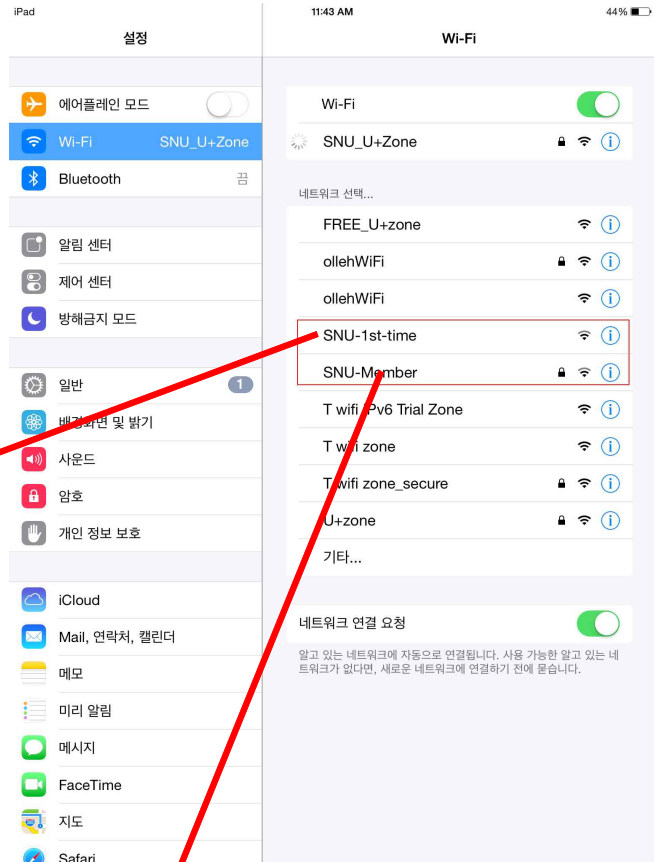 iPad
11:43 AM
44%
설정
Wi-Fi
에어플레인 모드
Wi-Fi
SNU_U+Zone
Bluetooth
끔
알림 센터
제어 센터
방해금지 모드
일반
1
배경화면 및 밝기
사운드
암호
개인 정보 보호
iCloud
Mail, 연락처, 캘린더
메모
미리 알림
메시지
FaceTime
지도
Safari
Wi-Fi
SNU_U+Zone
네트워크 선택...
FREE_U+zone
ollehWiFi
ollehWiFi
SNU-1st-time
SNU-Member
T wifi IPv6 Trial Zone
T wifi zone
T wifi zone_secure
U+zone
기타...
네트워크 연결 요청
알고 있는 네트워크에 자동으로 연결됩니다. 사용 가능한 알고 있는 네
트워크가 없다면, 새로운 네트워크에 연결하기 전에 묻습니다.